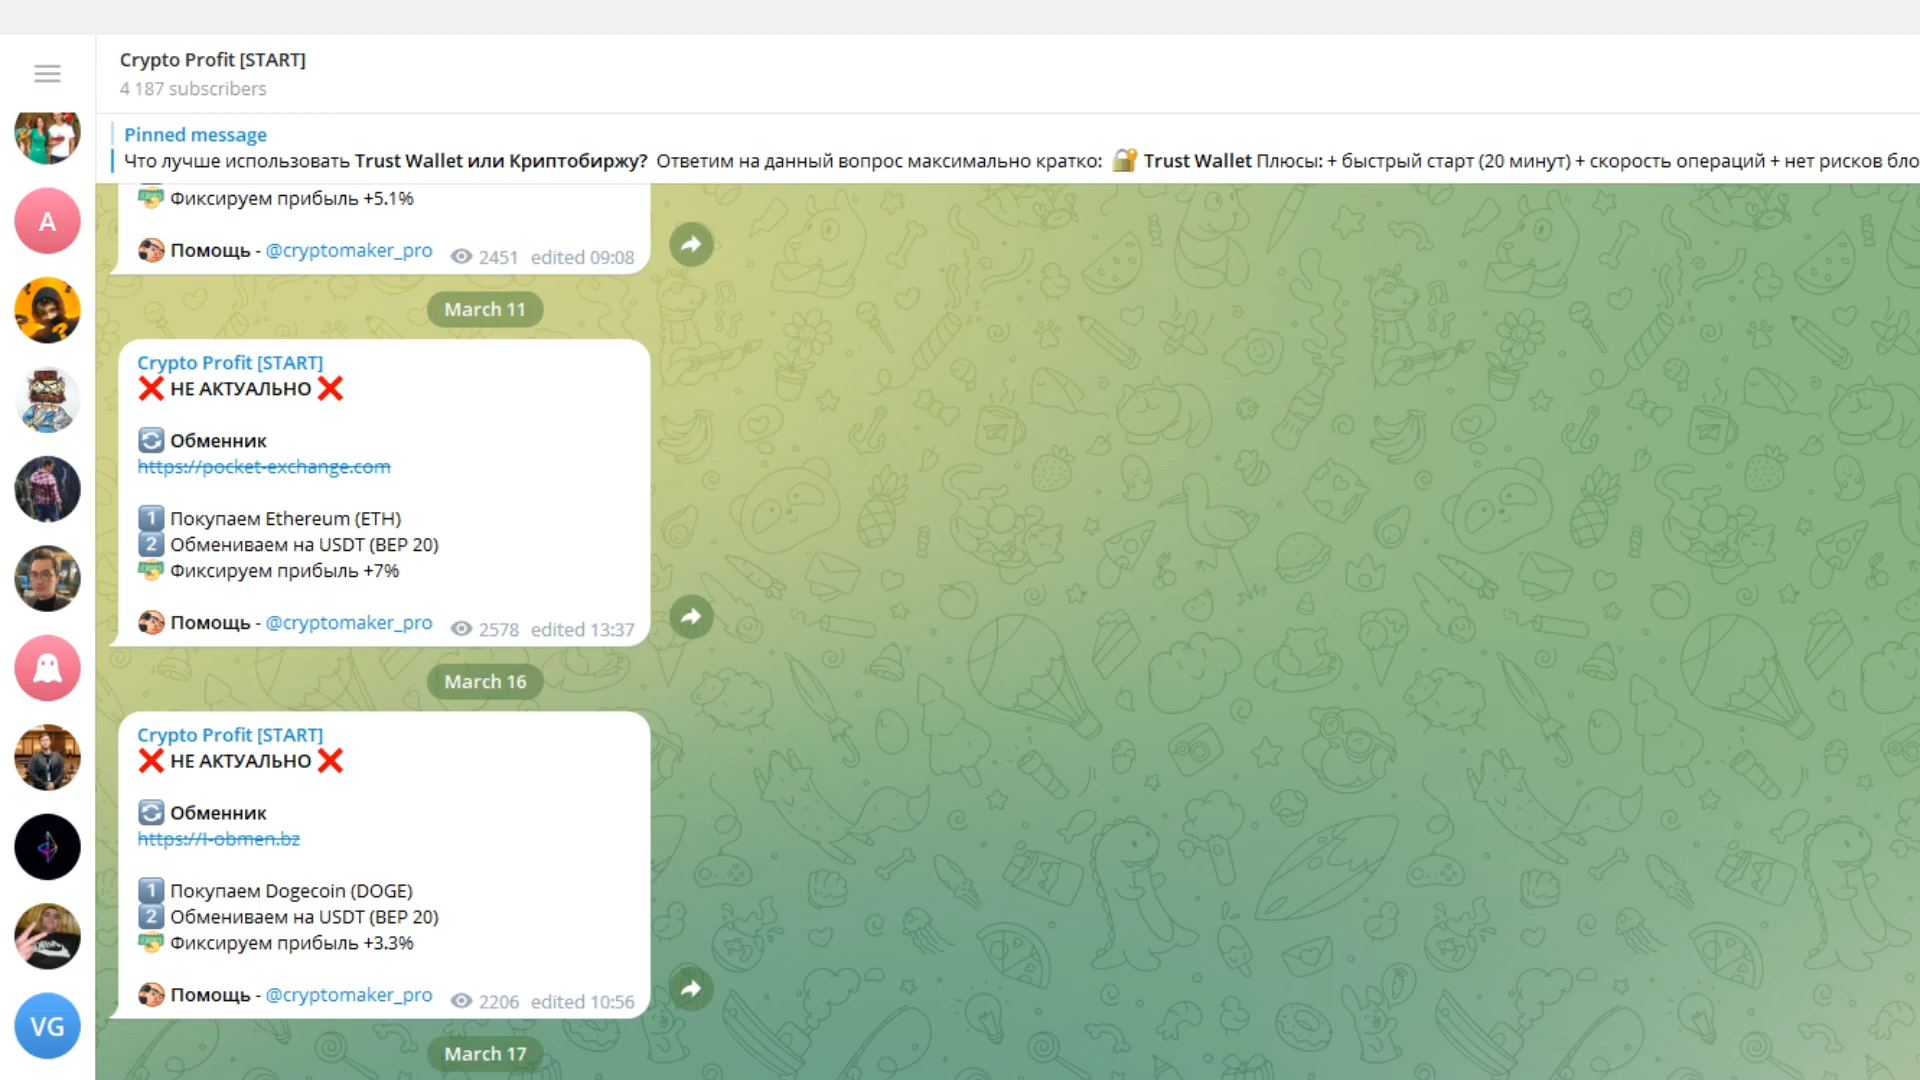 Crypto Profit [START]
4 187 subscribers
Pinned message
Что лучше использовать Trust Wallet или Криптобиржу? Ответим на данный вопрос максимально кратко: 🔐 Trust Wallet Плюсы: + быстрый старт (20 минут) + скорость операций + нет рисков бло
Фиксируем прибыль +5.1%
Помощь - @cryptomaker_pro 2451 edited 09:08
March 11
Crypto Profit [START]
❌ НЕ АКТУАЛЬНО ❌
Обменник
https://pocket-exchange.com
1 Покупаем Ethereum (ETH)
2 Обмениваем на USDT (BEP 20)
Фиксируем прибыль +7%
Помощь - @cryptomaker_pro 2578 edited 13:37
March 16
Crypto Profit [START]
❌ НЕ АКТУАЛЬНО ❌
Обменник
https://l-obmen.bz
1 Покупаем Dogecoin (DOGE)
2 Обмениваем на USDT (BEP 20)
Фиксируем прибыль +3.3%
Помощь - @cryptomaker_pro 2206 edited 10:56
March 17
A
VG